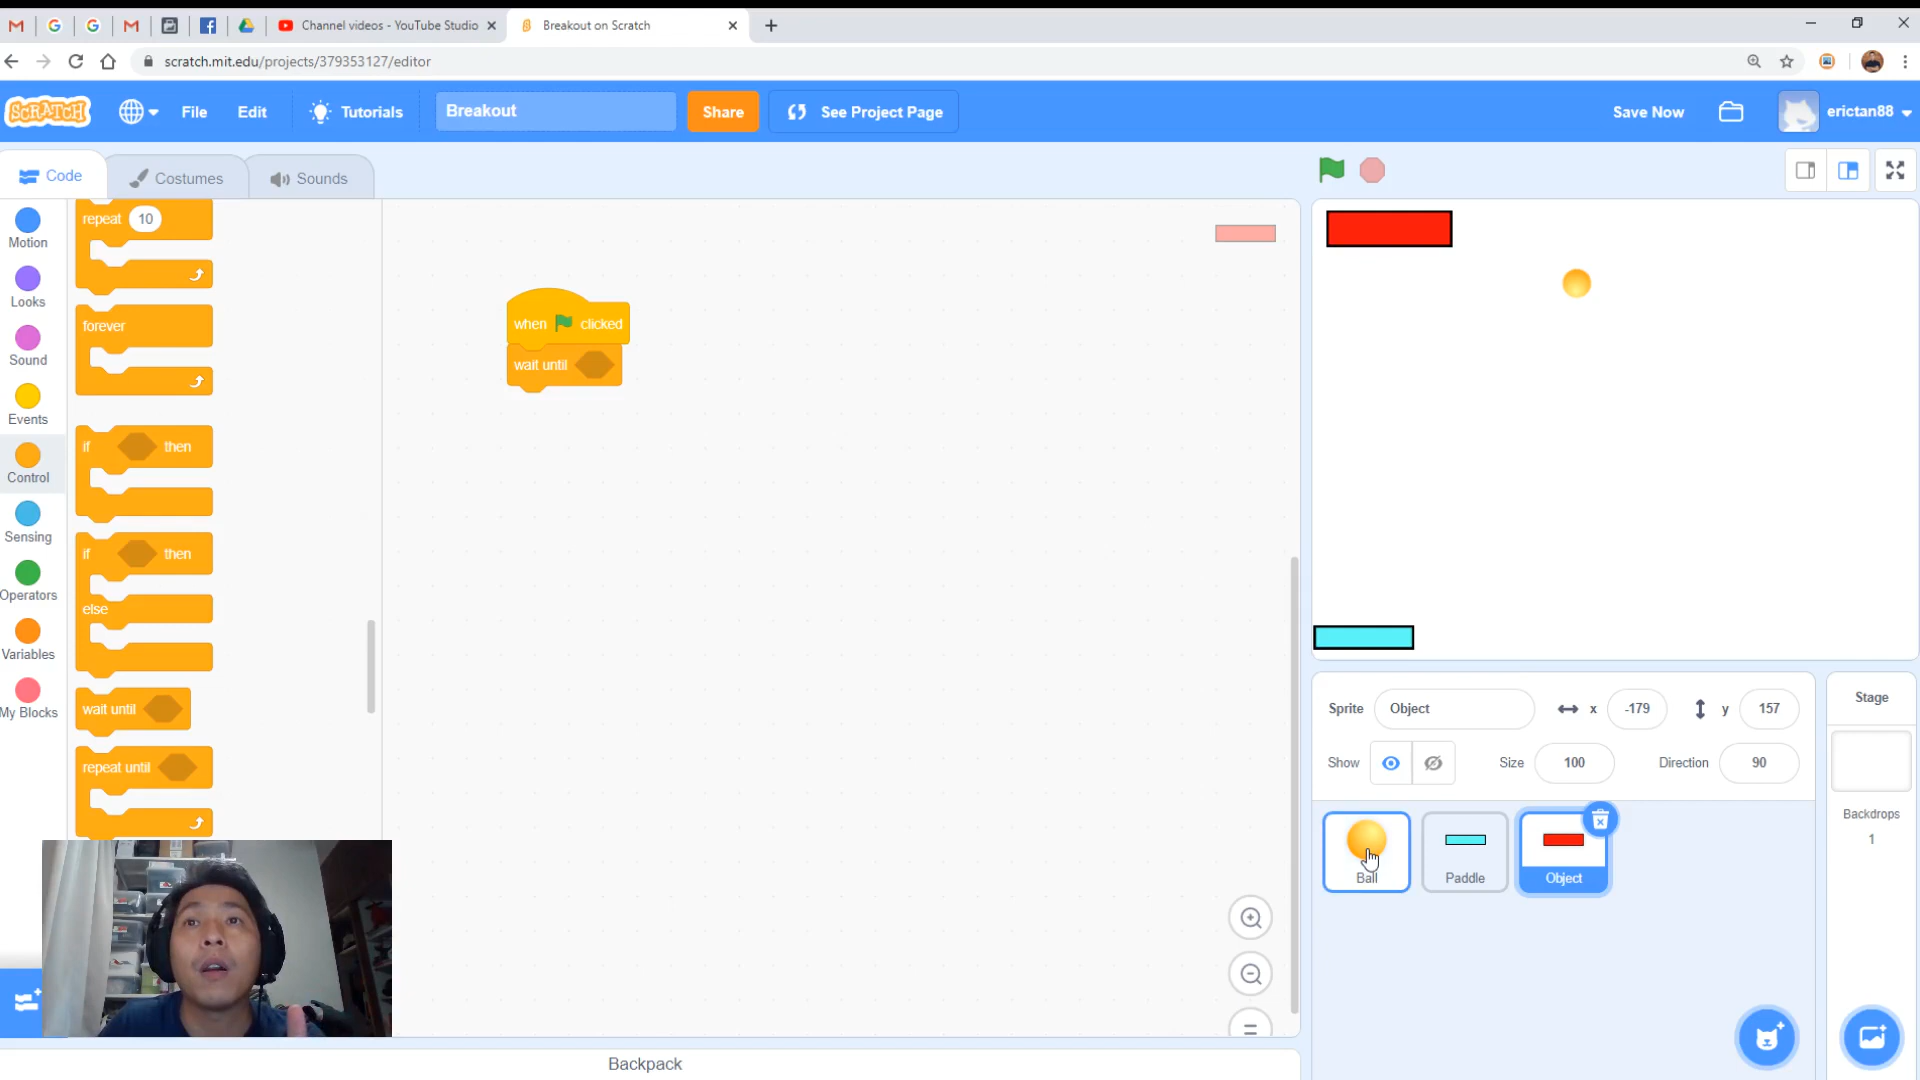 Channel videos - YouTube Studio
Breakout on Scratch
scratch.mit.edu/projects/379353127/editor
SCRATCH
File
Edit
Tutorials
Breakout
Share
See Project Page
Save Now
erictan88
Code
Costumes
Sounds
Motion
Looks
Sound
Events
Control
Sensing
Operators
Variables
My Blocks
repeat 10
forever
if then
if then
else
wait until
repeat until
when clicked
wait until
Sprite Object x -179 y 157
Show Size 100 Direction 90
Ball
Paddle
Object
Stage
Backdrops
1
Backpack